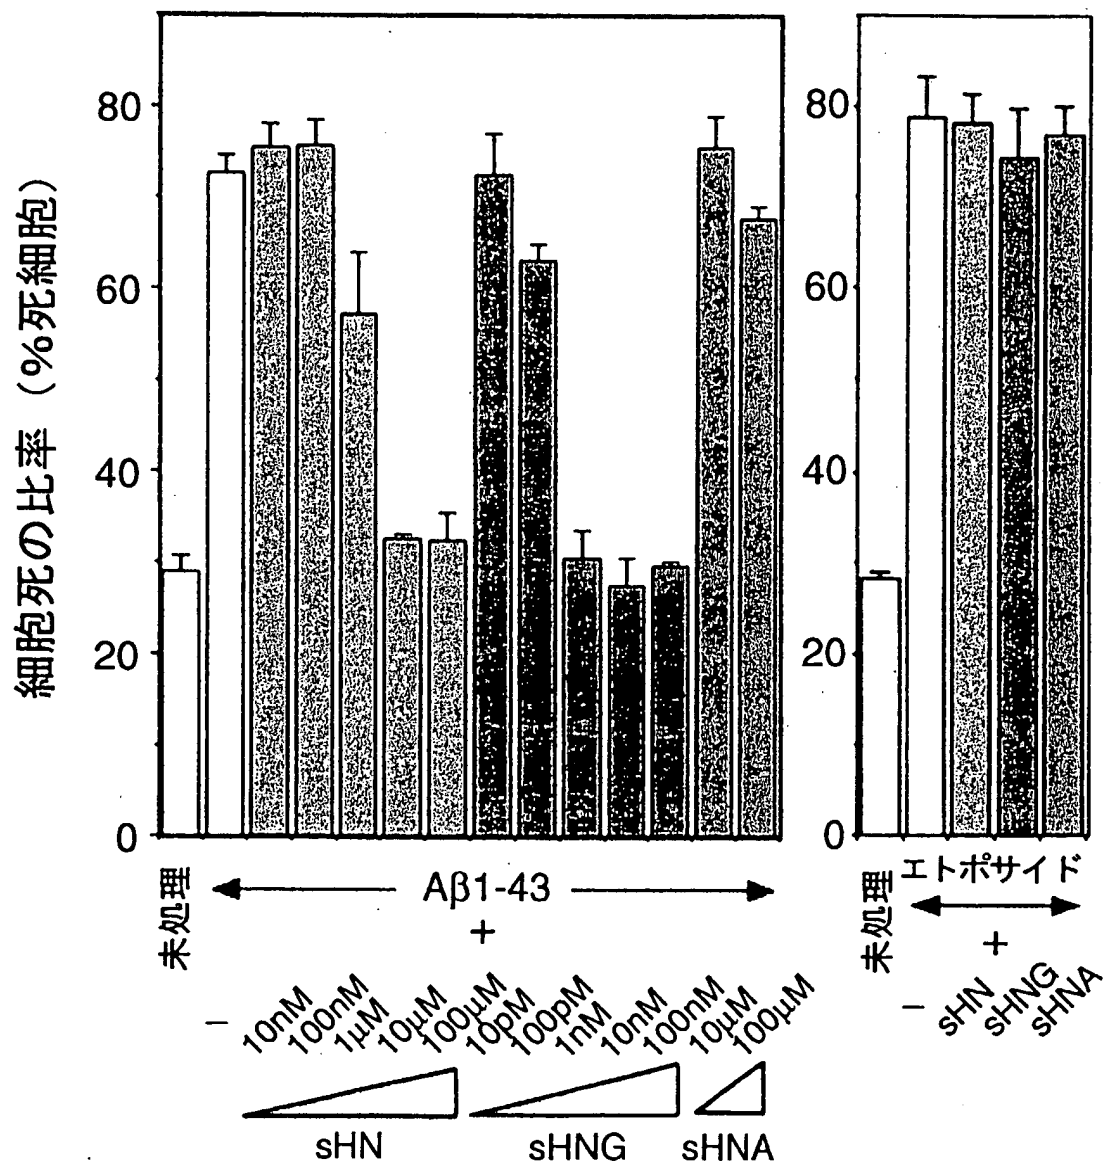 細胞死の比率 (%死細胞)
80
60
40
20
0
未処理
Aβ1-43
+
–
10nM
100nM
1μM
10μM
100μM
10pM
100pM
1nM
10nM
100nM
10μM
100μM
sHN
sHNG
sHNA
80
60
40
20
0
未処理
エトポサイド
+
–
sHN
sHNG
sHNA